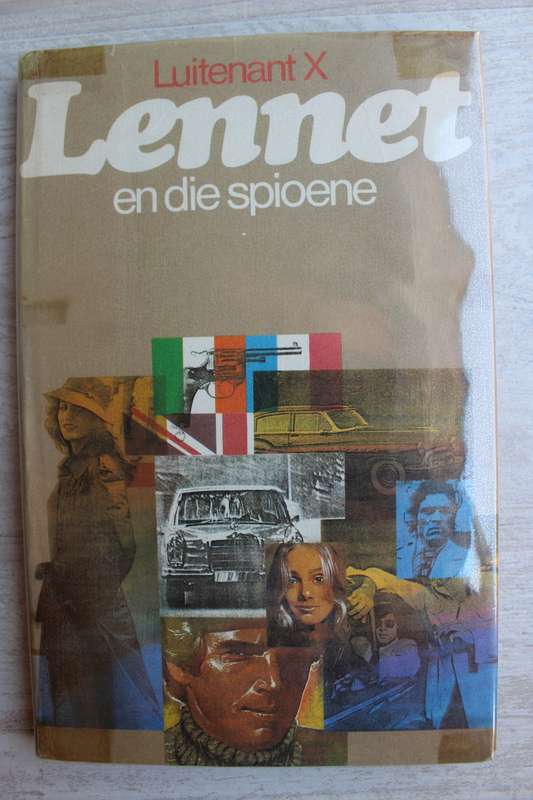 Luitenant X
Lennet
en die spioene